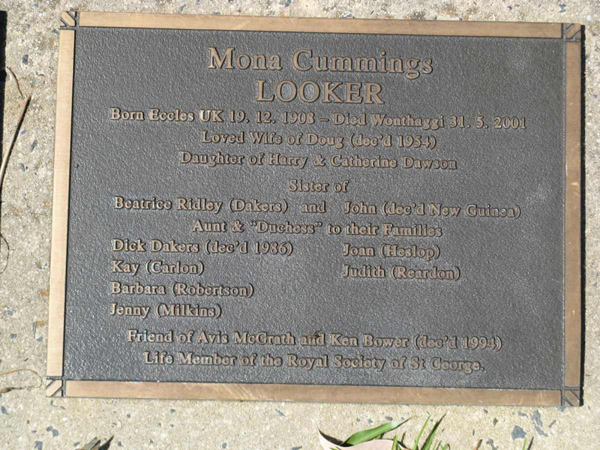 Mona Cummings
LOOKER
Born Eccles UK 19. 12. 1908 – Died Wonthaggi 31. 5. 2001
Loved Wife of Doug (dec'd 1954)
Daughter of Harry & Catherine Dawson
Sister of
Beatrice Ridley (Dakers) and John (dec'd New Guinea)
Aunt & "Duchess" to their Families
Dick Dakers (dec'd 1986) Joan (Heslop)
Kay (Carlon) Judith (Reardon)
Barbara (Robertson)
Jenny (Milkins)
Friend of Avis McGrath and Ken Bower (dec'd 1994)
Life Member of the Royal Society of St George.